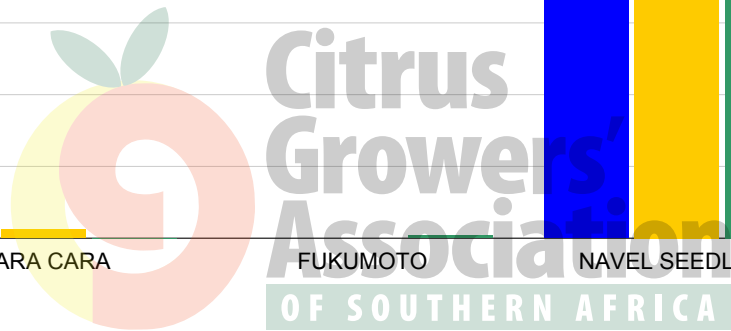 Citrus
Growers'
Association
ARA CARA FUKUMOTO NAVEL SEEDL
OF SOUTHERN AFRICA